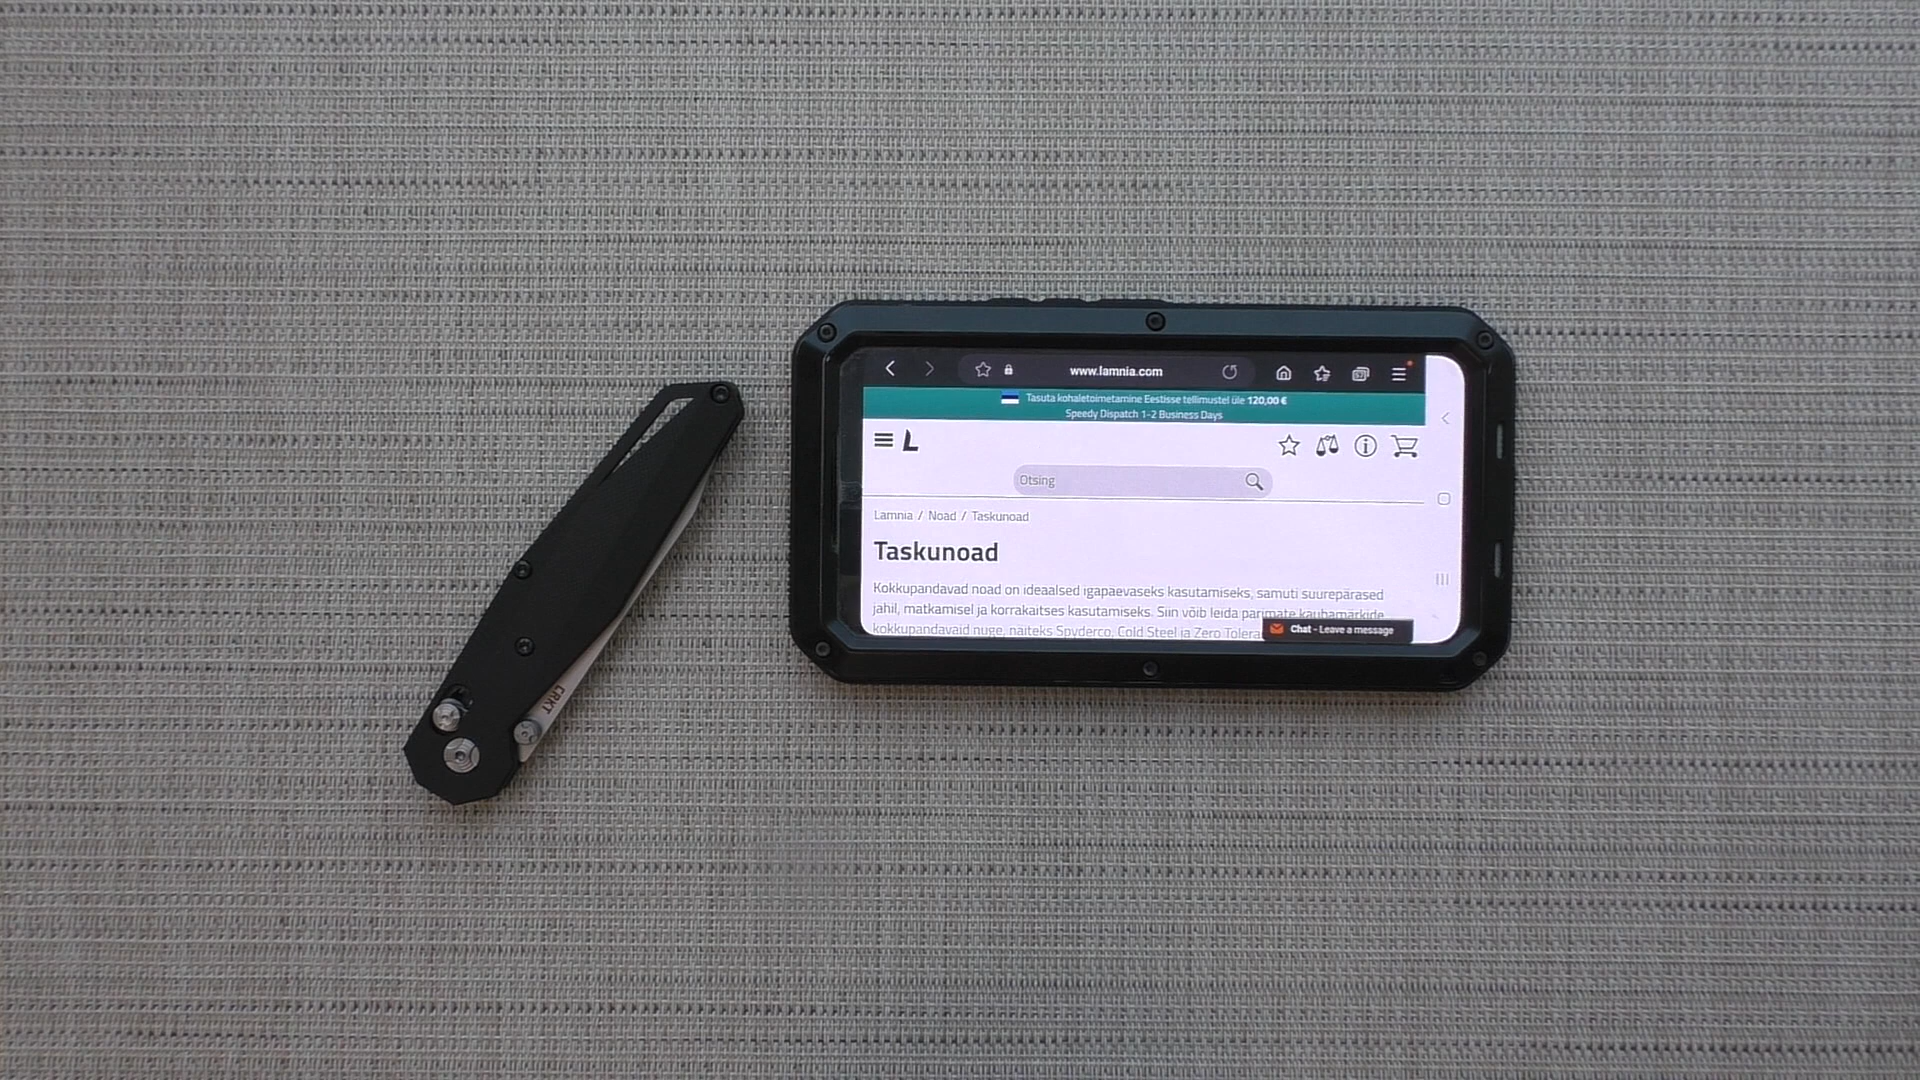 www.lamnia.com
Tasuta kohaletoimetamine Eestisse tellimustel üle 120,00 €
Speedy Dispatch 1-2 Business Days
L
Otsing
Lamnia / Noad / Taskunoad
Taskunoad
Kokkupandavad noad on ideaalsed igapäevaseks kasutamiseks, samuti suurepärased
jahil, matkamisel ja korrakaitses kasutamiseks. Siin võib leida parimate kaubamärkide
kokkupandavaid nuge, näiteks Spyderco, Cold Steel ja Zero Tolera
Chat - Leave a message
CRKT